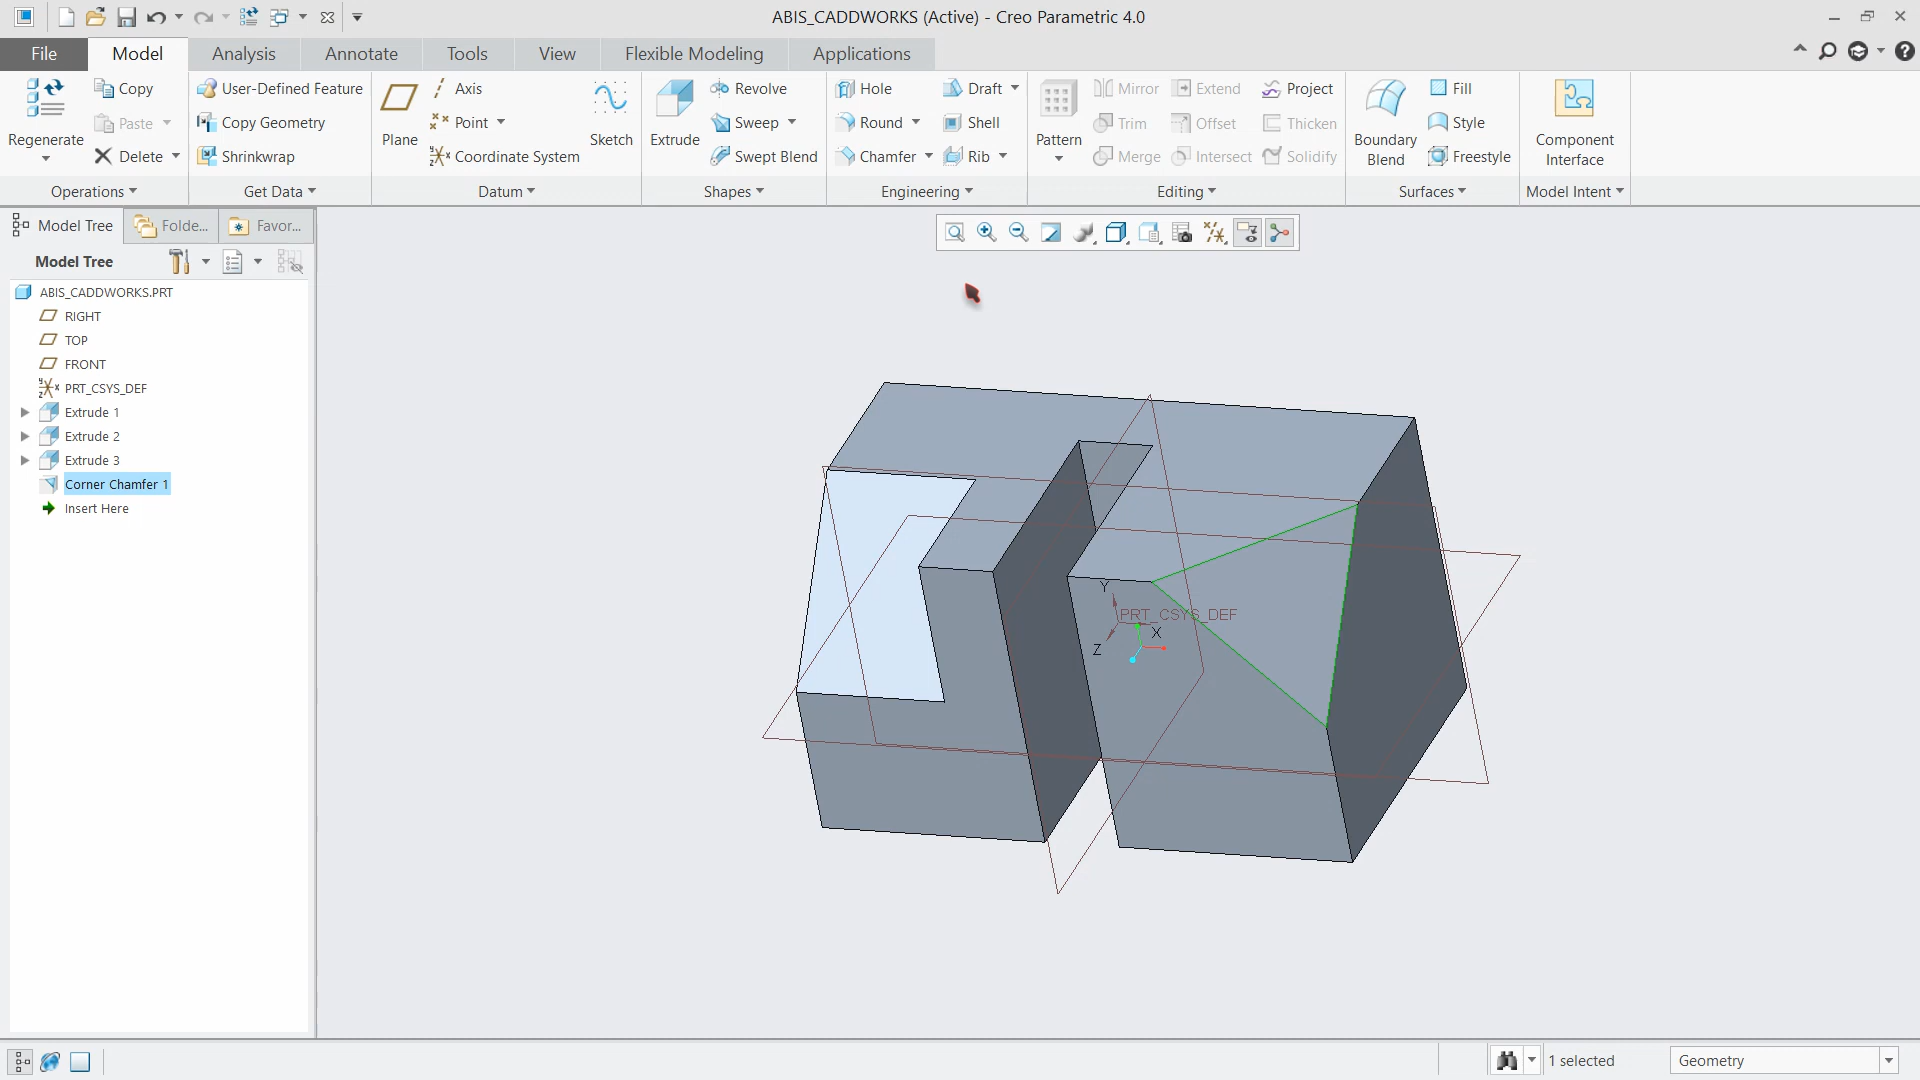 ABIS_CADDWORKS (Active) - Creo Parametric 4.0
File Model Analysis Annotate Tools View Flexible Modeling Applications
Regenerate
Copy
Paste
Delete
Operations
User-Defined Feature
Copy Geometry
Shrinkwrap
Get Data
Plane
Axis
Point
Coordinate System
Sketch
Datum
Extrude
Revolve
Sweep
Swept Blend
Shapes
Hole
Round
Chamfer
Draft
Shell
Rib
Engineering
Pattern
Mirror
Trim
Merge
Extend
Offset
Intersect
Project
Thicken
Solidify
Editing
Boundary
Blend
Fill
Style
Freestyle
Surfaces
Component
Interface
Model Intent
Model Tree Folde... Favor...
Model Tree
ABIS_CADDWORKS.PRT
RIGHT
TOP
FRONT
PRT_CSYS_DEF
Extrude 1
Extrude 2
Extrude 3
Corner Chamfer 1
Insert Here
Y
PRT_CSYS_DEF
X
Z
1 selected
Geometry